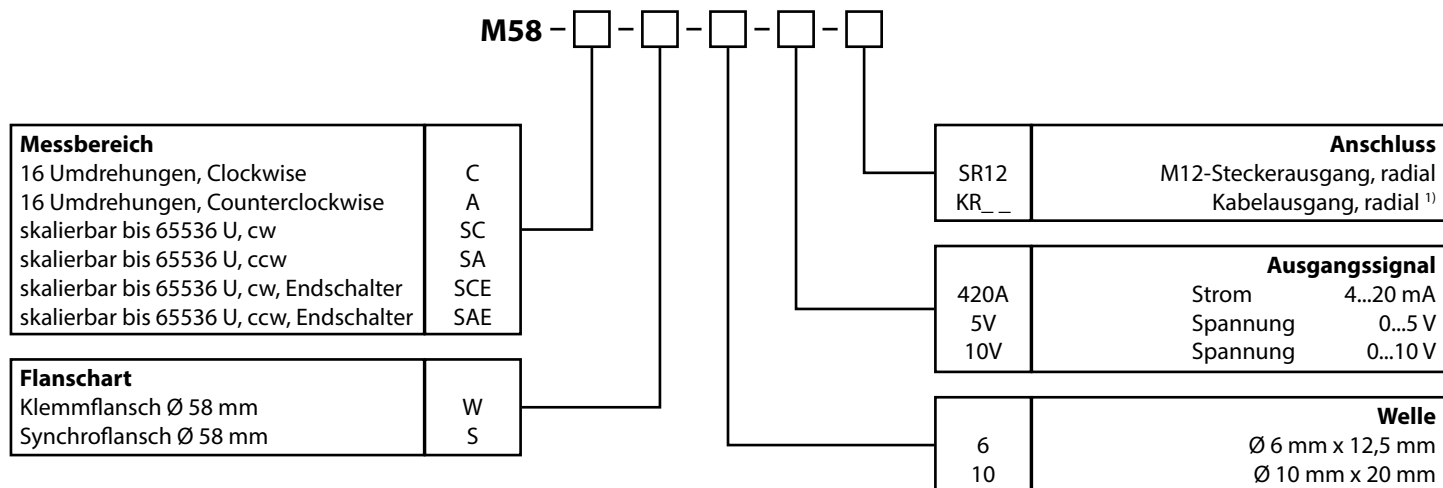 M58 – □ – □ – □ – □ – □
Messbereich
16 Umdrehungen, Clockwise C
16 Umdrehungen, Counterclockwise A
skalierbar bis 65536 U, cw SC
skalierbar bis 65536 U, ccw SA
skalierbar bis 65536 U, cw, Endschalter SCE
skalierbar bis 65536 U, ccw, Endschalter SAE
Flanschart
Klemmflansch Ø 58 mm W
Synchroflansch Ø 58 mm S
Anschluss
SR12 M12-Steckerausgang, radial
KR_ _ Kabelausgang, radial 1)
Ausgangssignal
420A Strom 4...20 mA
5V Spannung 0...5 V
10V Spannung 0...10 V
Welle
6 Ø 6 mm x 12,5 mm
10 Ø 10 mm x 20 mm